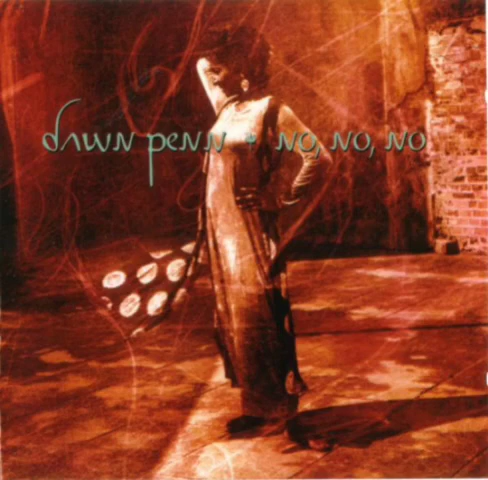 dawn penn • no, no, no